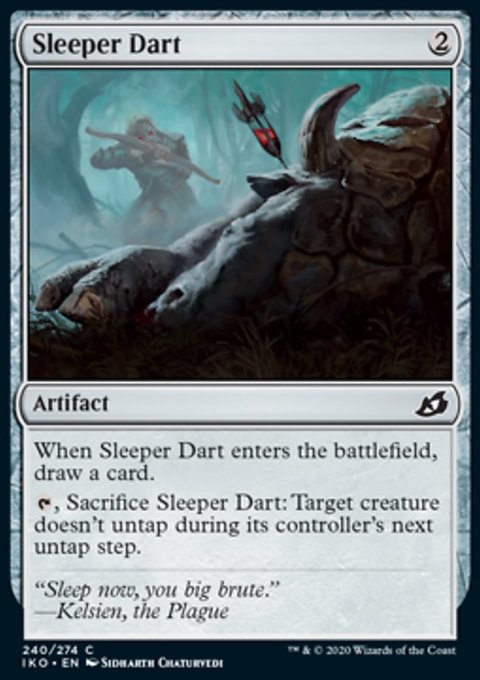 Sleeper Dart 2
Artifact
When Sleeper Dart enters the battlefield,
draw a card.
, Sacrifice Sleeper Dart: Target creature
doesn't untap during its controller's next
untap step.
"Sleep now, you big brute."
—Kelsien, the Plague
240/274 C
IKO • EN Sidharth Chaturvedi
™ & © 2020 Wizards of the Coast